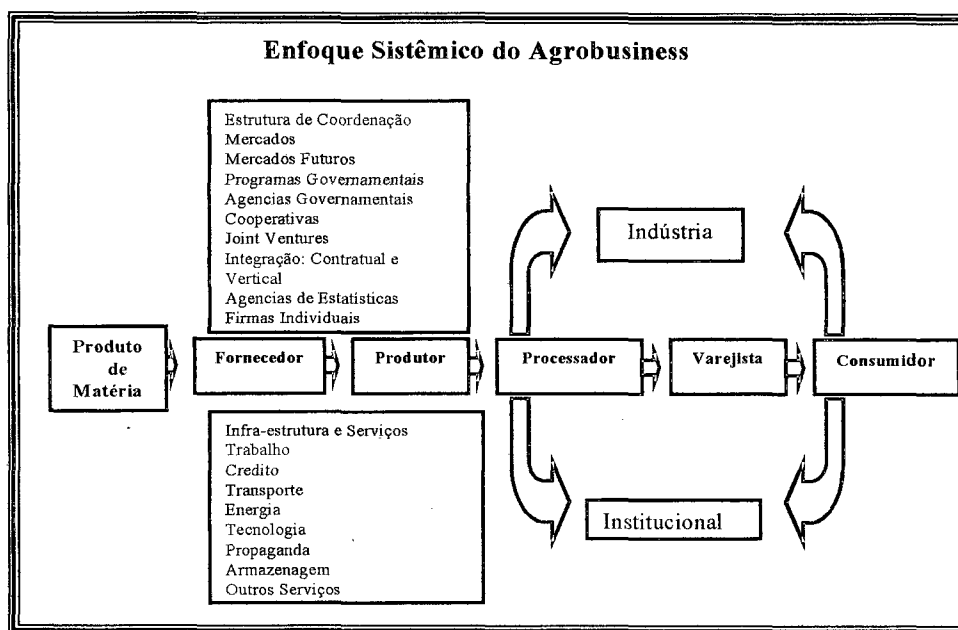 Enfoque Sistêmico do Agrobusiness
Estrutura de Coordenação
Mercados
Mercados Futuros
Programas Governamentais
Agencias Governamentais
Cooperativas
Joint Ventures
Integração: Contratual e
Vertical
Agencias de Estatísticas
Firmas Individuais
Indústria
Produto
de
Matéria
Fornecedor
Produtor
Processador
Varejista
Consumidor
Infra-estrutura e Serviços
Trabalho
Credito
Transporte
Energia
Tecnologia
Propaganda
Armazenagem
Outros Serviços
Institucional